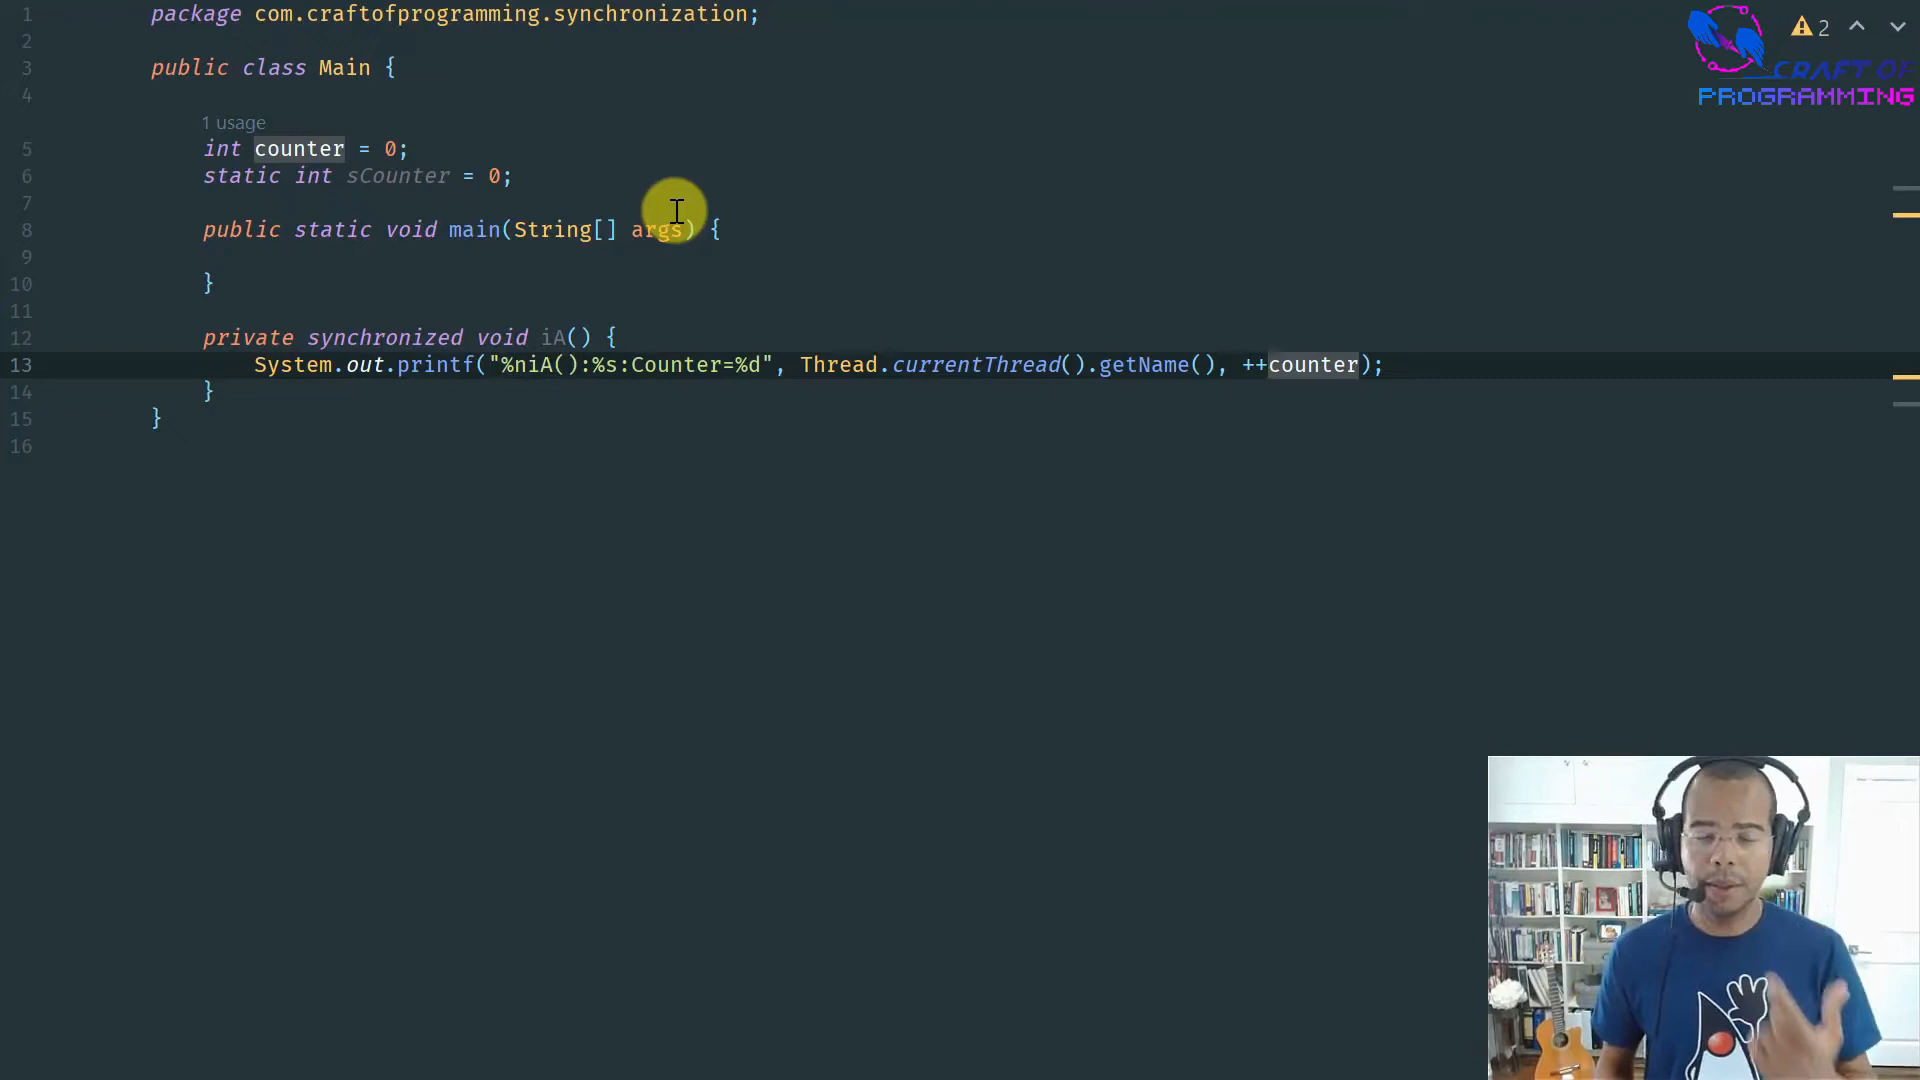 1 package com.craftofprogramming.synchronization;
2
3 public class Main {
4
1 usage
5 int counter = 0;
6 static int sCounter = 0;
7
8 public static void main(String[] args) {
9
10 }
11
12 private synchronized void iA() {
13 System.out.printf("%niA():%s:Counter=%d", Thread.currentThread().getName(), ++counter);
14 }
15 }
16
2
CRAFT OF
PROGRAMMING